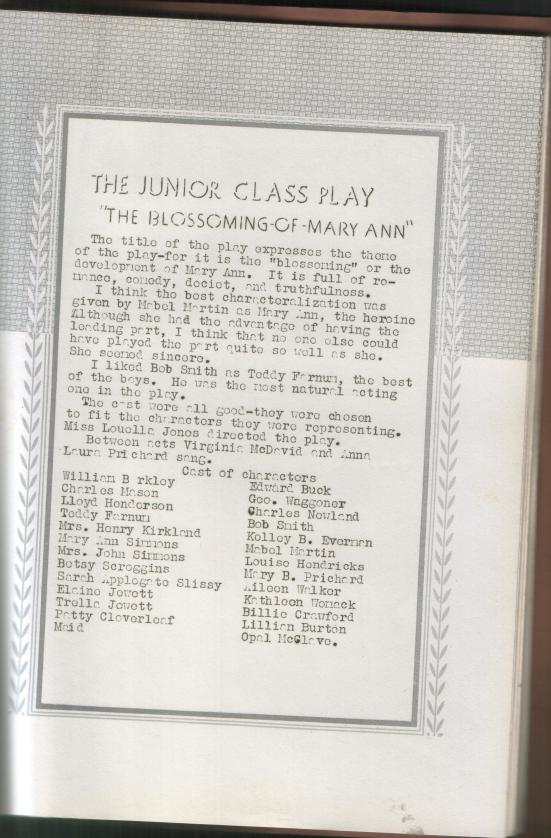 THE JUNIOR CLASS PLAY
"THE BLOSSOMING-OF-MARY ANN"
The title of the play expresses the theme
of the play-for it is the "blossoming" or the
development of Mary Ann. It is full of ro-
mance, comedy, deciet, and truthfulness.
I think the best characteralization was
given by Mabel Martin as Mary Ann, the heroine
Although she had the advantage of having the
leading part, I think that no one else could
have played the part quite so well as she.
She seemed sincere.
I liked Bob Smith as Teddy Farnum, the best
of the boys. He was the most natural acting
one in the play.
The cast were all good-they were chosen
to fit the characters they were representing.
Miss Louella Jones directed the play.
Between acts Virginia McDavid and Anna
Laura Prichard sang.
Cast of characters
William Barkley Edward Buck
Charles Mason Geo. Waggoner
Lloyd Henderson Charles Newland
Teddy Farnum Bob Smith
Mrs. Henry Kirkland Kelley B. Everman
Mary Ann Simmons Mabel Martin
Mrs. John Simmons Louise Hendricks
Betsy Scroggins Mary B. Prichard
Sarah Applegate Slissy Aileen Walker
Elaine Jewett Kathleen Womack
Trella Jewett Billie Crawford
Patty Cloverleaf Lillian Burton
Maid Opal McGlave.